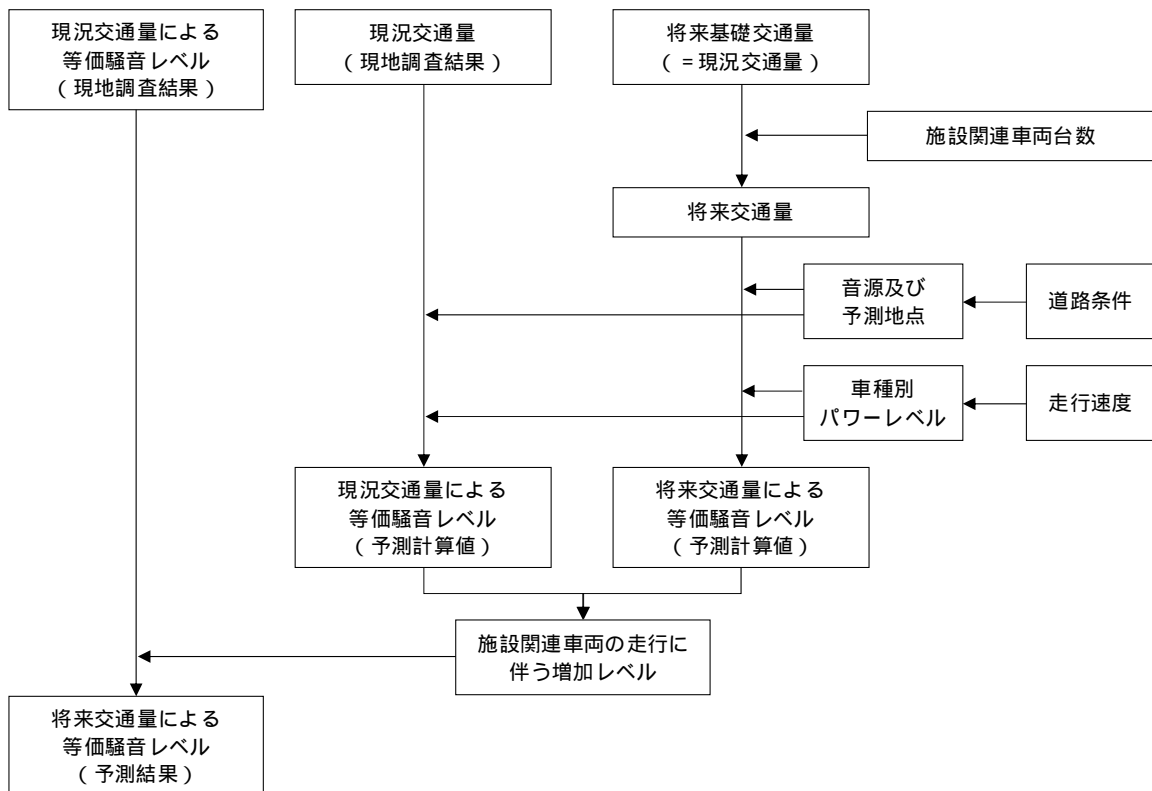 現況交通量による
等価騒音レベル
(現地調査結果)
現況交通量
(現地調査結果)
将来基礎交通量
(=現況交通量)
施設関連車両台数
将来交通量
音源及び
予測地点
道路条件
車種別
パワーレベル
走行速度
現況交通量による
等価騒音レベル
(予測計算値)
将来交通量による
等価騒音レベル
(予測計算値)
施設関連車両の走行に
伴う増加レベル
将来交通量による
等価騒音レベル
(予測結果)